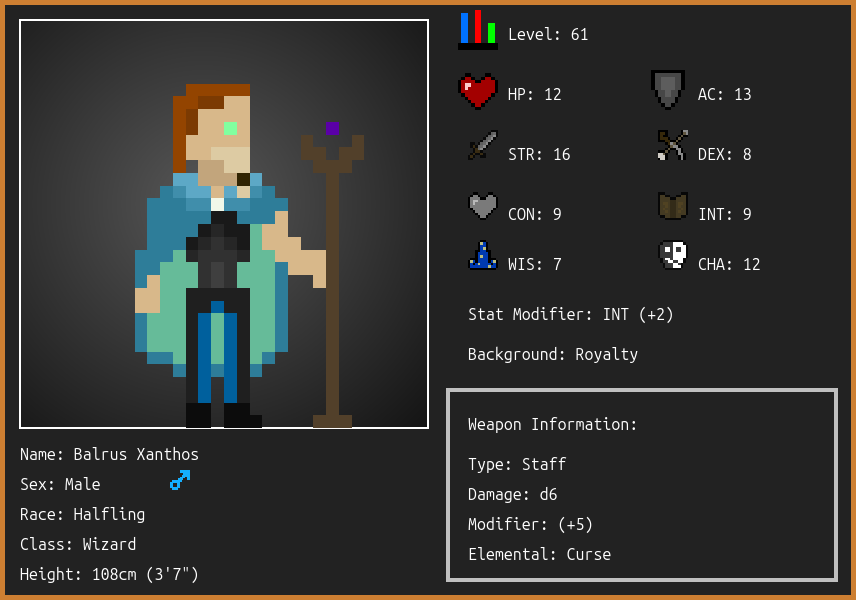 Level: 61
HP: 12
AC: 13
STR: 16
DEX: 8
CON: 9
INT: 9
WIS: 7
CHA: 12
Stat Modifier: INT (+2)
Background: Royalty
Weapon Information:
Type: Staff
Damage: d6
Modifier: (+5)
Elemental: Curse
Name: Balrus Xanthos
Sex: Male
Race: Halfling
Class: Wizard
Height: 108cm (3'7")